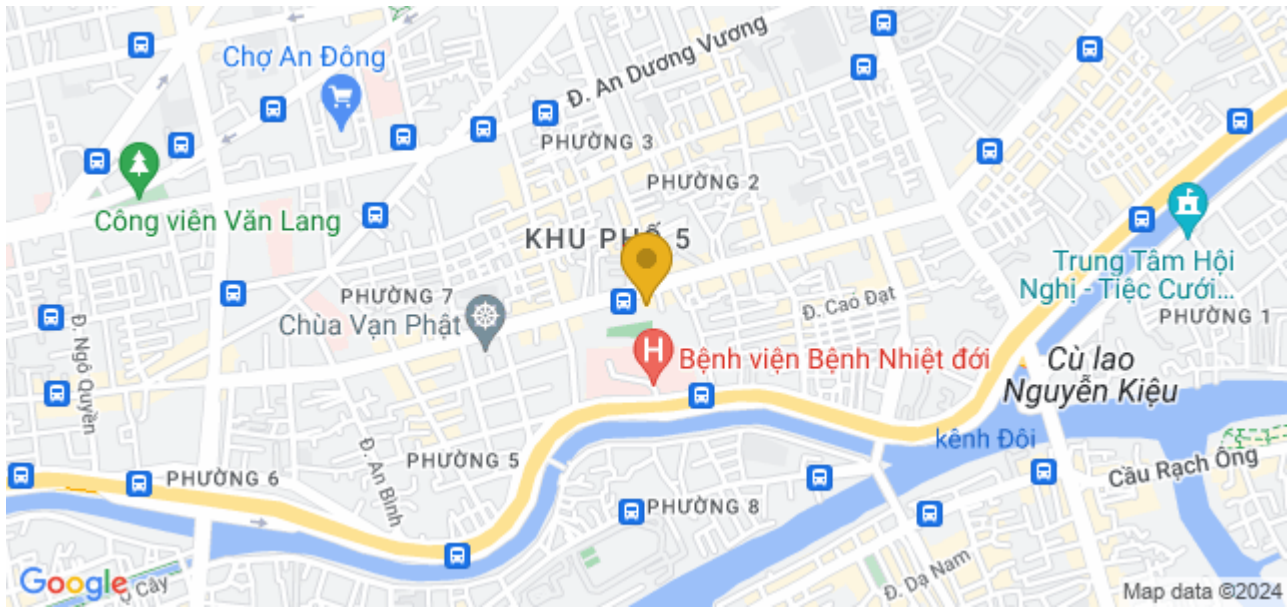 Chợ An Đông
Đ. An Dương Vương
PHƯỜNG 3
PHƯỜNG 2
Công viên Văn Lang
KHU PHỐ 5
Trung Tâm Hội
Nghị - Tiệc Cưới...
PHƯỜNG 7
Chùa Vạn Phật
Đ. Cao Đạt
PHƯỜNG 1
Đ. Ngô Quyền
H
Bệnh viện Bệnh Nhiệt đới
Cù lao
Nguyễn Kiệu
kênh Đôi
Đ. An Bình
PHƯỜNG 5
PHƯỜNG 6
Cầu Rạch Ông
PHƯỜNG 8
Đ. Dạ Nam
Google
Cây
Map data ©2024